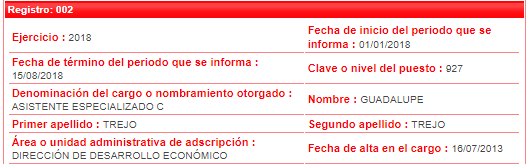 Registro: 002
Ejercicio : 2018
Fecha de inicio del periodo que se
informa : 01/01/2018
Fecha de término del periodo que se informa :
15/08/2018
Clave o nivel del puesto : 927
Denominación del cargo o nombramiento otorgado :
ASISTENTE ESPECIALIZADO C
Nombre : GUADALUPE
Primer apellido : TREJO
Segundo apellido : TREJO
Área o unidad administrativa de adscripción :
DIRECCIÓN DE DESARROLLO ECONÓMICO
Fecha de alta en el cargo : 16/07/2013